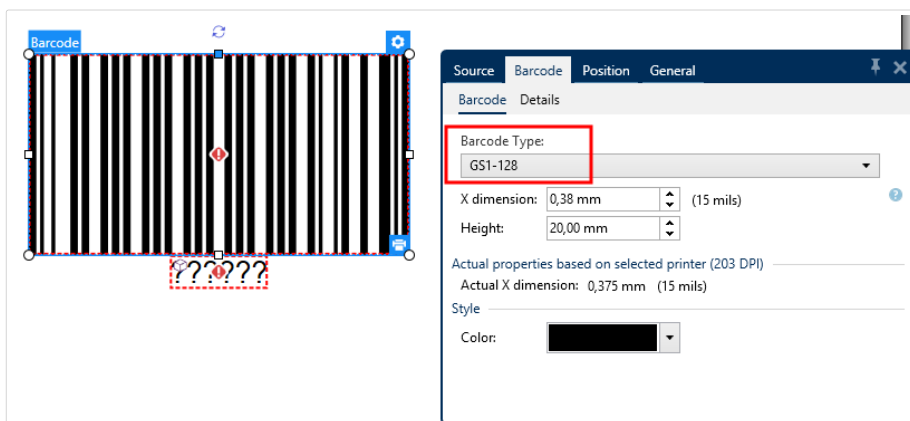 Barcode
??????
Source Barcode Position General
Barcode Details
Barcode Type:
GS1-128
X dimension: 0,38 mm (15 mils)
Height: 20,00 mm
Actual properties based on selected printer (203 DPI)
Actual X dimension: 0,375 mm (15 mils)
Style
Color: